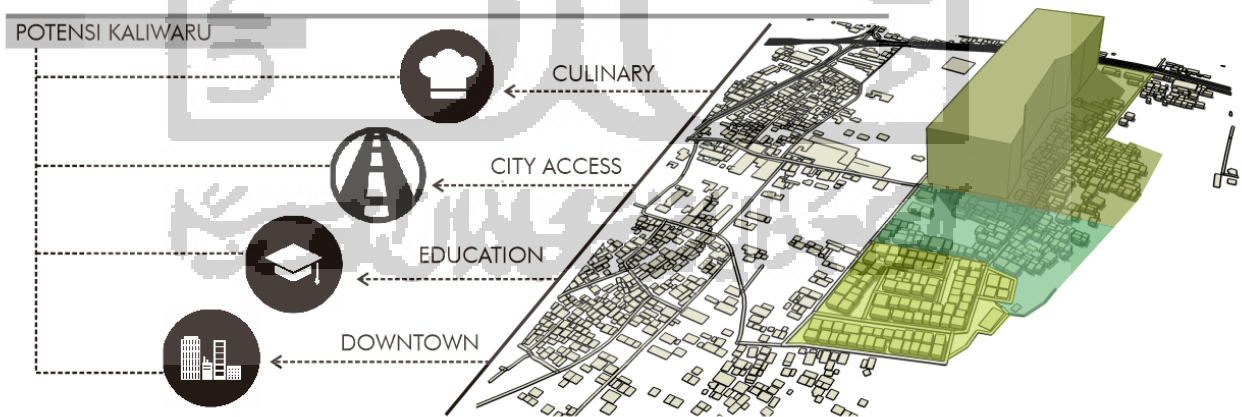 POTENSI KALIWARU
CULINARY
CITY ACCESS
EDUCATION
DOWNTOWN